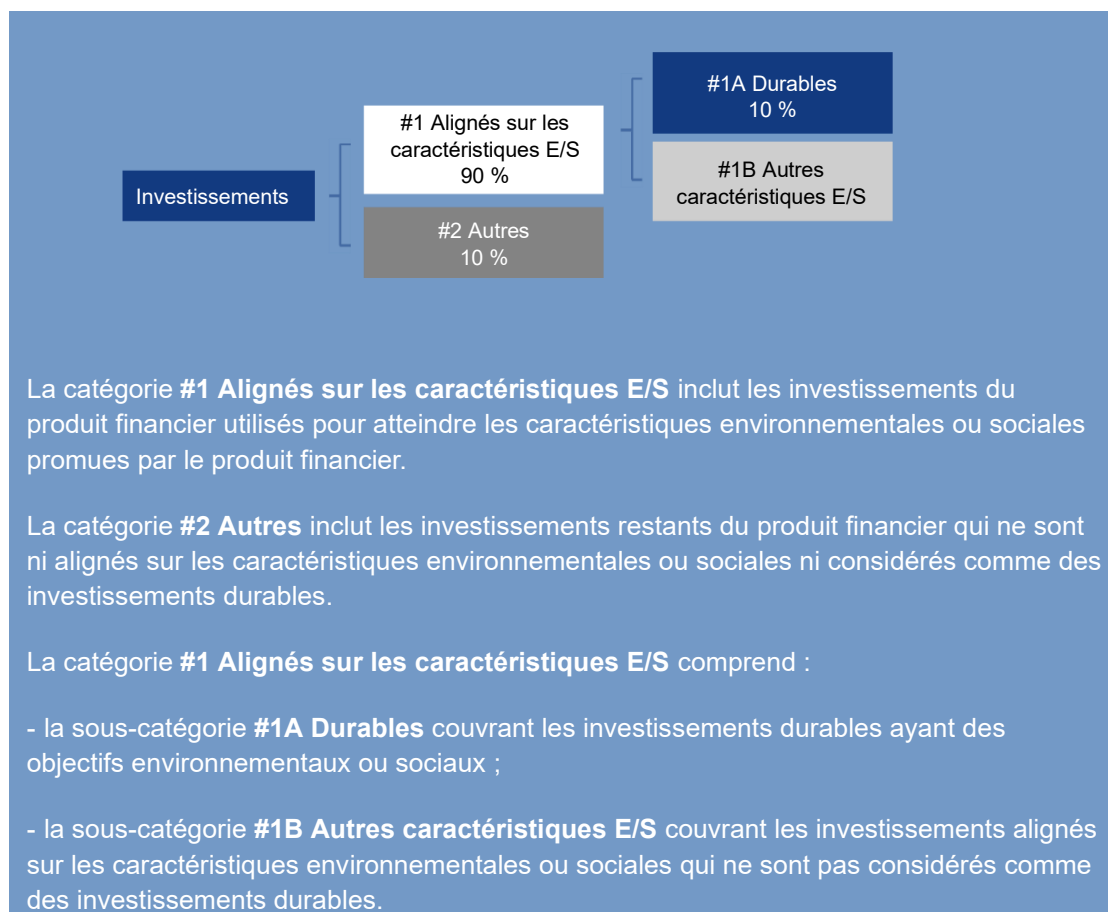 Investissements
#1 Alignés sur les
caractéristiques E/S
90 %
#2 Autres
10 %
#1A Durables
10 %
#1B Autres
caractéristiques E/S
La catégorie #1 Alignés sur les caractéristiques E/S inclut les investissements du
produit financier utilisés pour atteindre les caractéristiques environnementales ou sociales
promues par le produit financier.
La catégorie #2 Autres inclut les investissements restants du produit financier qui ne sont
ni alignés sur les caractéristiques environnementales ou sociales ni considérés comme des
investissements durables.
La catégorie #1 Alignés sur les caractéristiques E/S comprend :
- la sous-catégorie #1A Durables couvrant les investissements durables ayant des
objectifs environnementaux ou sociaux ;
- la sous-catégorie #1B Autres caractéristiques E/S couvrant les investissements alignés
sur les caractéristiques environnementales ou sociales qui ne sont pas considérés comme
des investissements durables.